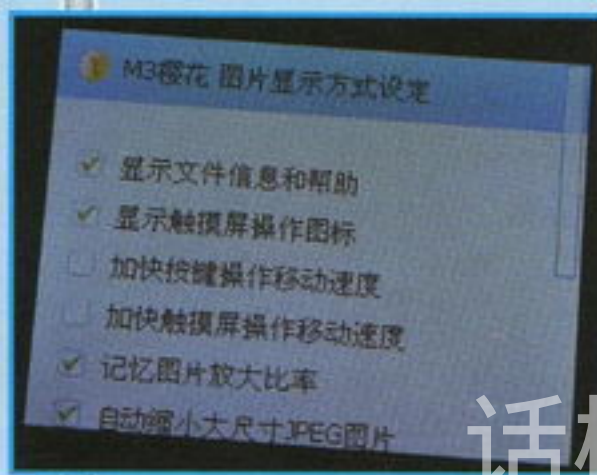 M3樱花 图片显示方式设定
显示文件信息和帮助
显示触摸屏操作图标
加快按键操作移动速度
加快触摸屏操作移动速度
记忆图片放大比率
自动缩小大尺寸JPEG图片
话